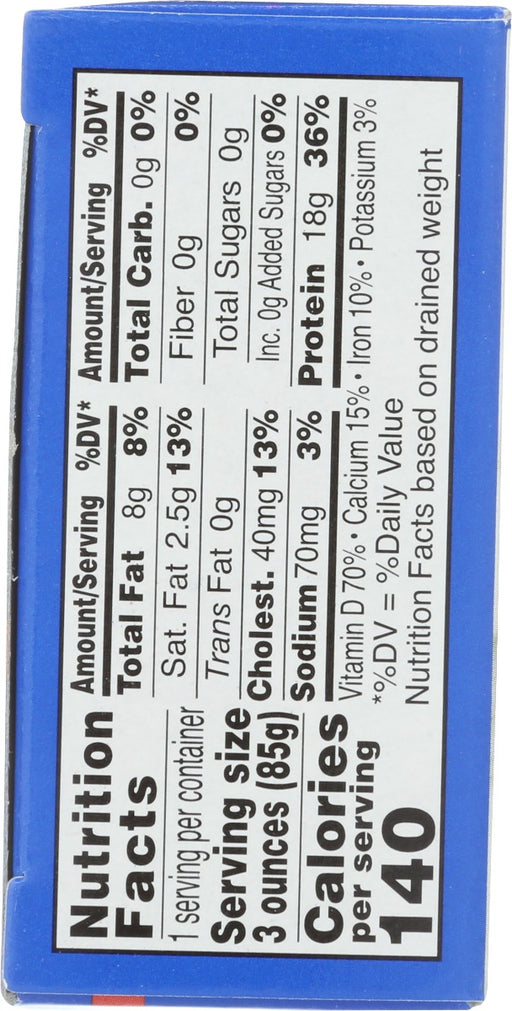 Nutrition
Facts
1 serving per container
Serving size
3 ounces (85g)
Calories
per serving
140
Amount/Serving %DV*
Total Fat 8g 8%
Sat. Fat 2.5g 13%
Trans Fat 0g
Cholest. 40mg 13%
Sodium 70mg 3%
Amount/Serving %DV*
Total Carb. 0g 0%
Fiber 0g 0%
Total Sugars 0g
Inc. 0g Added Sugars 0%
Protein 18g 36%
Vitamin D 70% • Calcium 15% • Iron 10% • Potassium 3%
*%DV = %Daily Value
Nutrition Facts based on drained weight